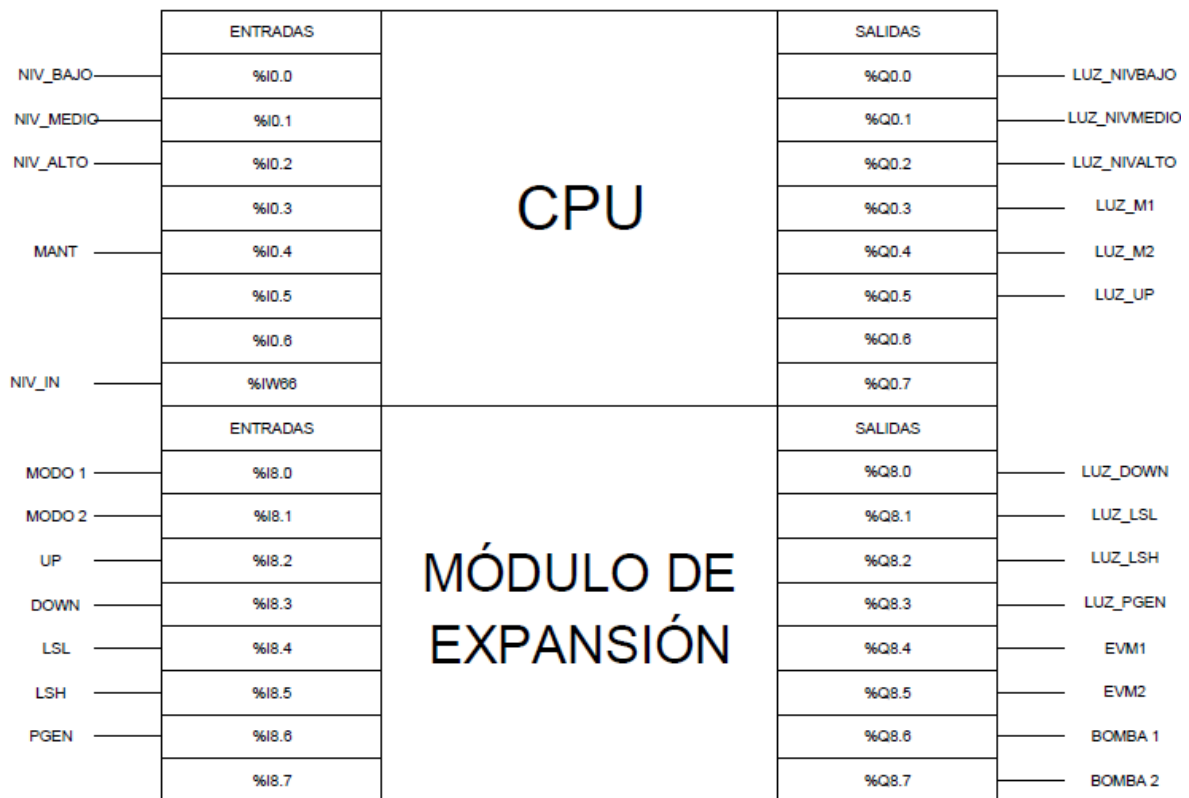 ENTRADAS SALIDAS
NIV_BAJO %I0.0 %Q0.0 LUZ_NIVBAJO
NIV_MEDIO %I0.1 %Q0.1 LUZ_NIVMEDIO
NIV_ALTO %I0.2 %Q0.2 LUZ_NIVALTO
%I0.3 CPU %Q0.3 LUZ_M1
MANT %I0.4 %Q0.4 LUZ_M2
%I0.5 %Q0.5 LUZ_UP
%I0.6 %Q0.6
NIV_IN %IW66 %Q0.7
ENTRADAS SALIDAS
MODO 1 %I8.0 %Q8.0 LUZ_DOWN
MODO 2 %I8.1 %Q8.1 LUZ_LSL
UP %I8.2 MÓDULO DE %Q8.2 LUZ_LSH
DOWN %I8.3 %Q8.3 LUZ_PGEN
LSL %I8.4 EXPANSIÓN %Q8.4 EVM1
LSH %I8.5 %Q8.5 EVM2
PGEN %I8.6 %Q8.6 BOMBA 1
%I8.7 %Q8.7 BOMBA 2